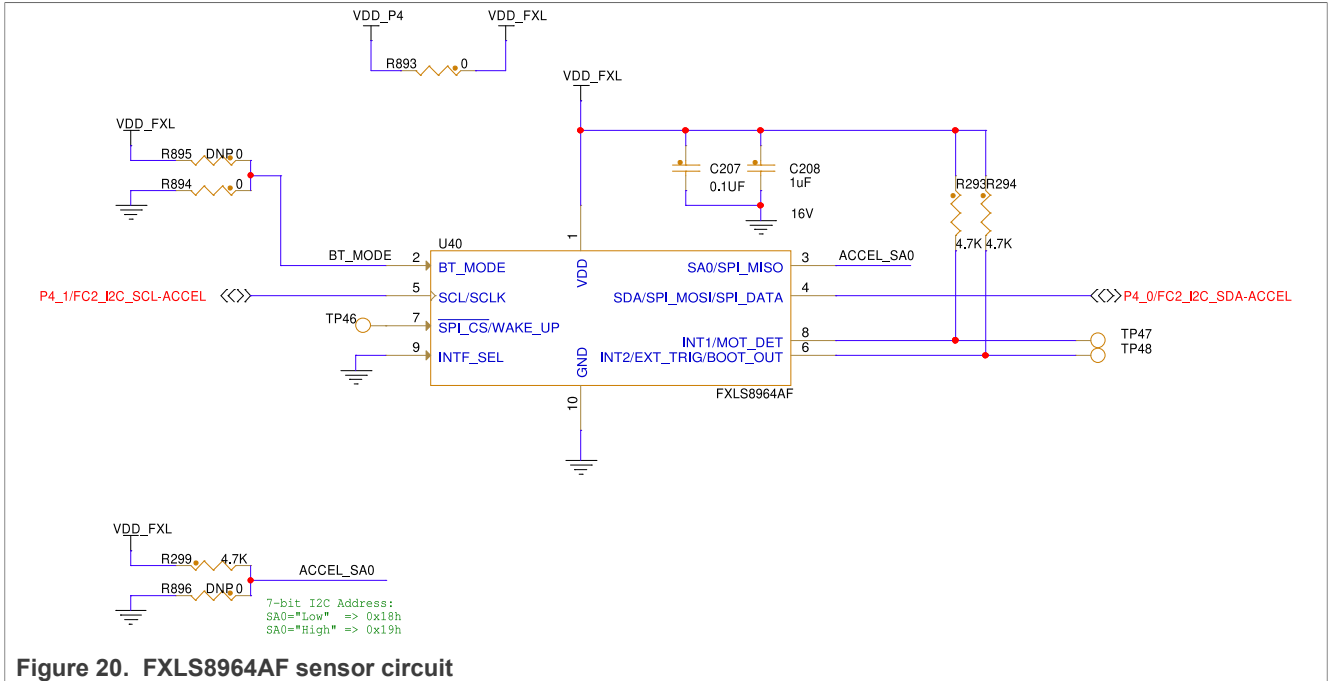 VDD_P4 VDD_FXL
R893 0
VDD_FXL
VDD_FXL
R895 DNP 0
R894 0
C207
0.1UF
C208
1uF
16V
R293 R294
4.7K 4.7K
1
U40
BT_MODE 2 BT_MODE
VDD
SA0/SPI_MISO 3 ACCEL_SA0
P4_1/FC2_I2C_SCL-ACCEL 5 SCL/SCLK
SDA/SPI_MOSI/SPI_DATA 4 P4_0/FC2_I2C_SDA-ACCEL
TP46 7 SPI_CS/WAKE_UP
INT1/MOT_DET 8 TP47
9 INTF_SEL
INT2/EXT_TRIG/BOOT_OUT 6 TP48
GND
FXLS8964AF
10
VDD_FXL
R299 4.7K
ACCEL_SA0
R896 DNP 0
7-bit I2C Address:
SA0="Low" => 0x18h
SA0="High" => 0x19h
Figure 20. FXLS8964AF sensor circuit